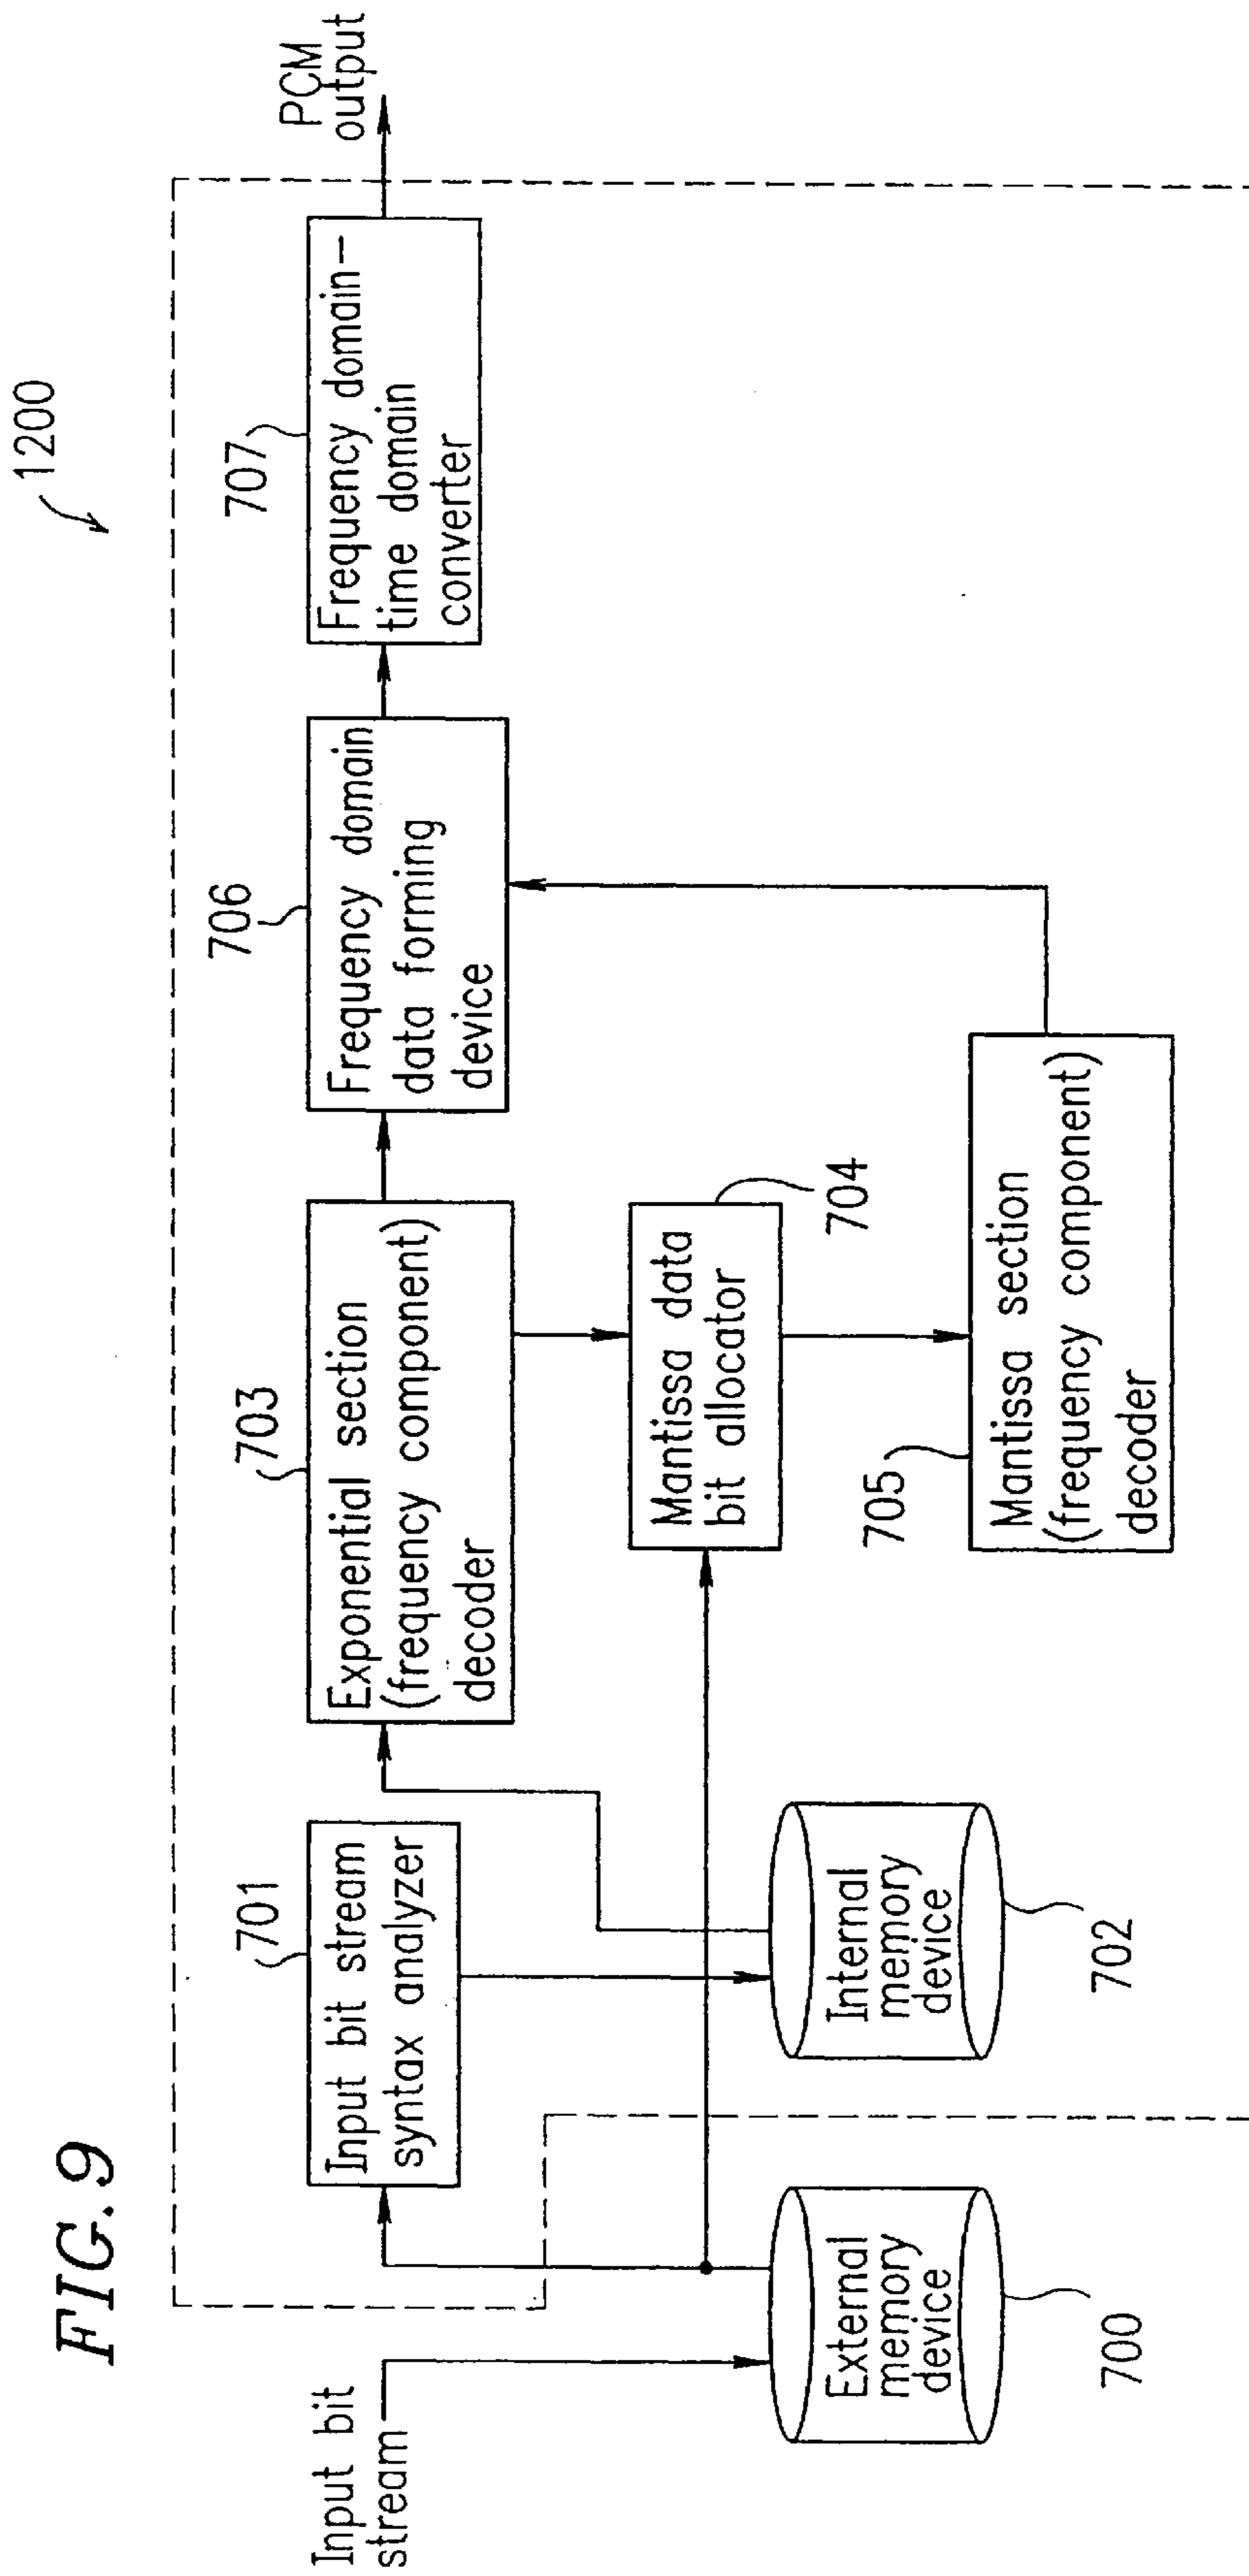 FIG. 9
1200
Input bit
stream
External
memory
device
700
701
Input bit stream
syntax analyzer
Internal
memory
device
702
703
Exponential section
(frequency component)
decoder
Mantissa data
bit allocator
704
705
Mantissa section
(frequency component)
decoder
706
Frequency domain
data forming
device
707
Frequency domain-
time domain
converter
PCM
output